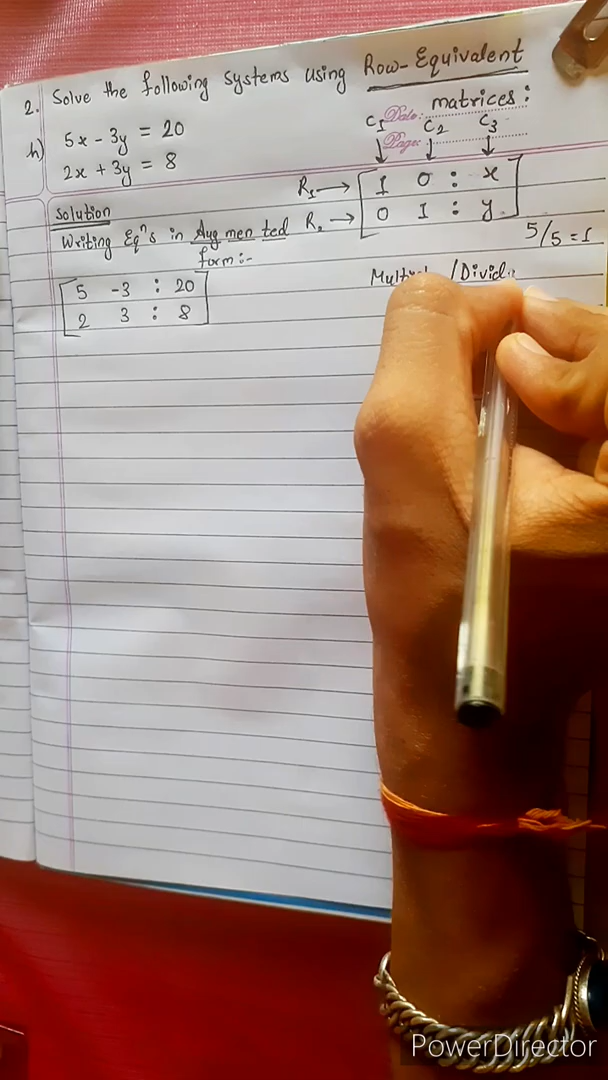 2. Solve the following systems using Row-Equivalent
matrices:
Date:
Page:
h) 5x - 3y = 20
2x + 3y = 8
C1 C2 C3
↓ ↓ ↓
R1 → [ 1 0 : x ]
R2 → [ 0 1 : y ]
Solution
Writing Eqⁿs in Augmented
form:-
5/5 = 1
[ 5 -3 : 20 ]
[ 2 3 : 8 ]
/Divid
PowerDirector